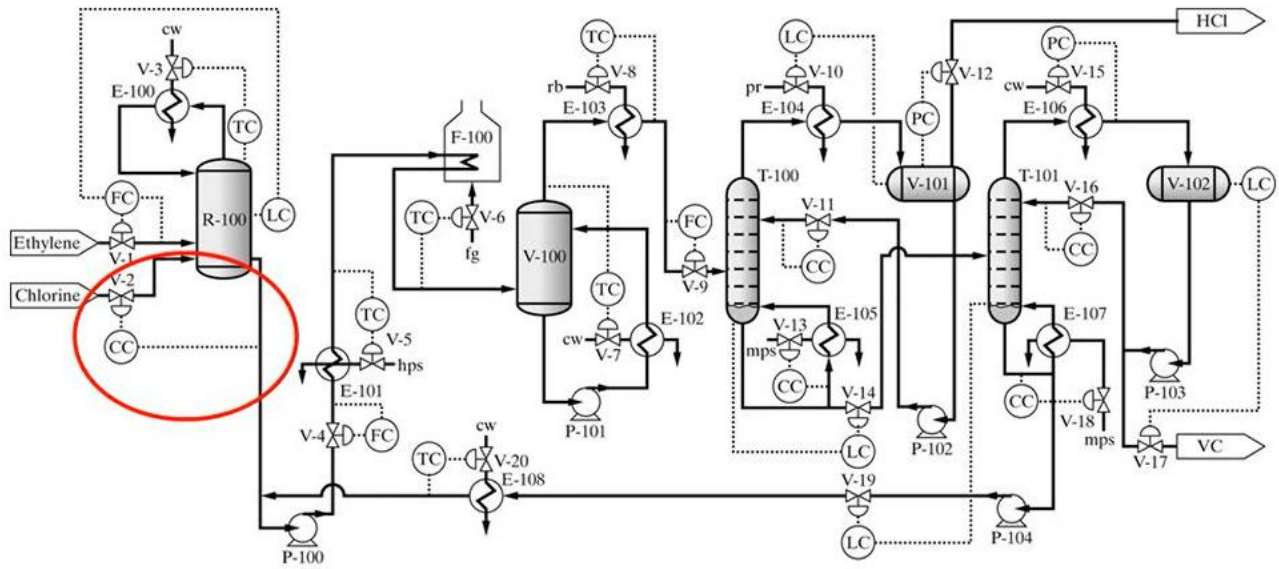 cw
V-3
E-100
TC
FC
R-100
LC
Ethylene
V-1
V-2
Chlorine
CC
F-100
TC
V-6
fg
TC
V-5
hps
E-101
V-4
FC
P-100
cw
TC
V-20
E-108
TC
V-8
rb
E-103
V-100
TC
E-102
cw
V-7
P-101
FC
V-9
LC
V-10
pr
E-104
T-100
V-11
CC
V-13
E-105
mps
CC
V-14
LC
V-19
LC
HCl
V-12
PC
V-101
P-102
PC
V-15
cw
E-106
T-101
V-16
CC
V-102
LC
E-107
CC
V-18
mps
P-103
V-17
VC
P-104